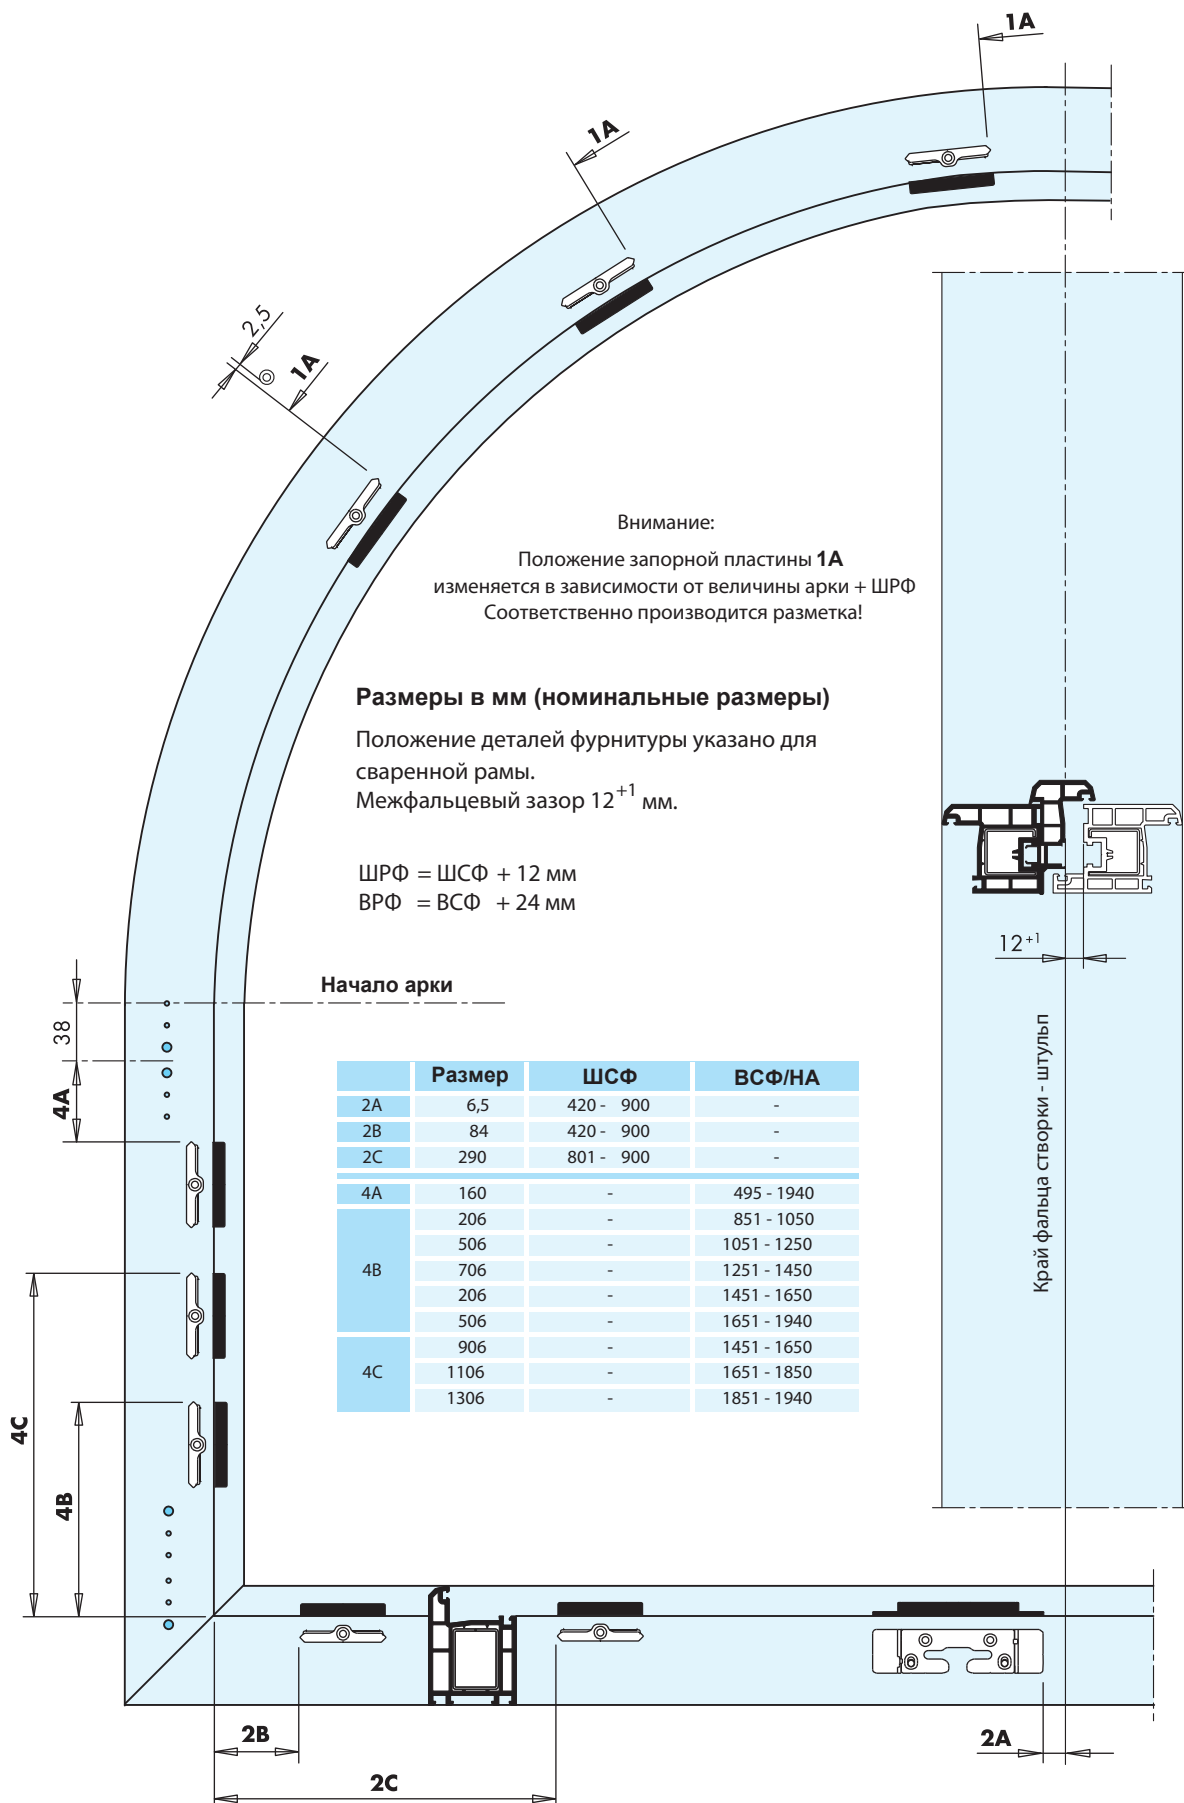 1A
1A
2,5
1A
Внимание:
Положение запорной пластины 1A
изменяется в зависимости от величины арки + ШРФ
Соответственно производится разметка!
Размеры в мм (номинальные размеры)
Положение деталей фурнитуры указано для
сваренной рамы.
Межфальцевый зазор 12+1 мм.
ШРФ = ШСФ + 12 мм
ВРФ = ВСФ + 24 мм
12+1
Начало арки
38
4A
Край фальца створки - штульп
Размер ШСФ ВСФ/НА
2A 6,5 420 - 900 -
2B 84 420 - 900 -
2C 290 801 - 900 -
4A 160 - 495 - 1940
206 - 851 - 1050
506 - 1051 - 1250
4B 706 - 1251 - 1450
206 - 1451 - 1650
506 - 1651 - 1940
906 - 1451 - 1650
4C 1106 - 1651 - 1850
1306 - 1851 - 1940
4C
4B
2B
2A
2C